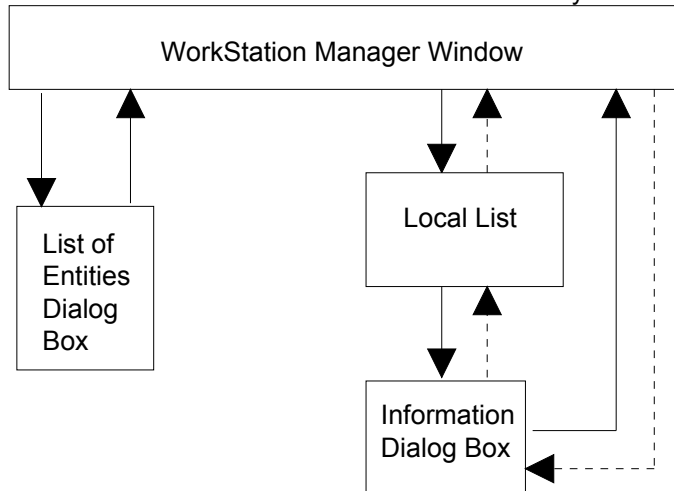 WorkStation Manager Window
Local List
List of
Entities
Dialog
Box
Information
Dialog Box